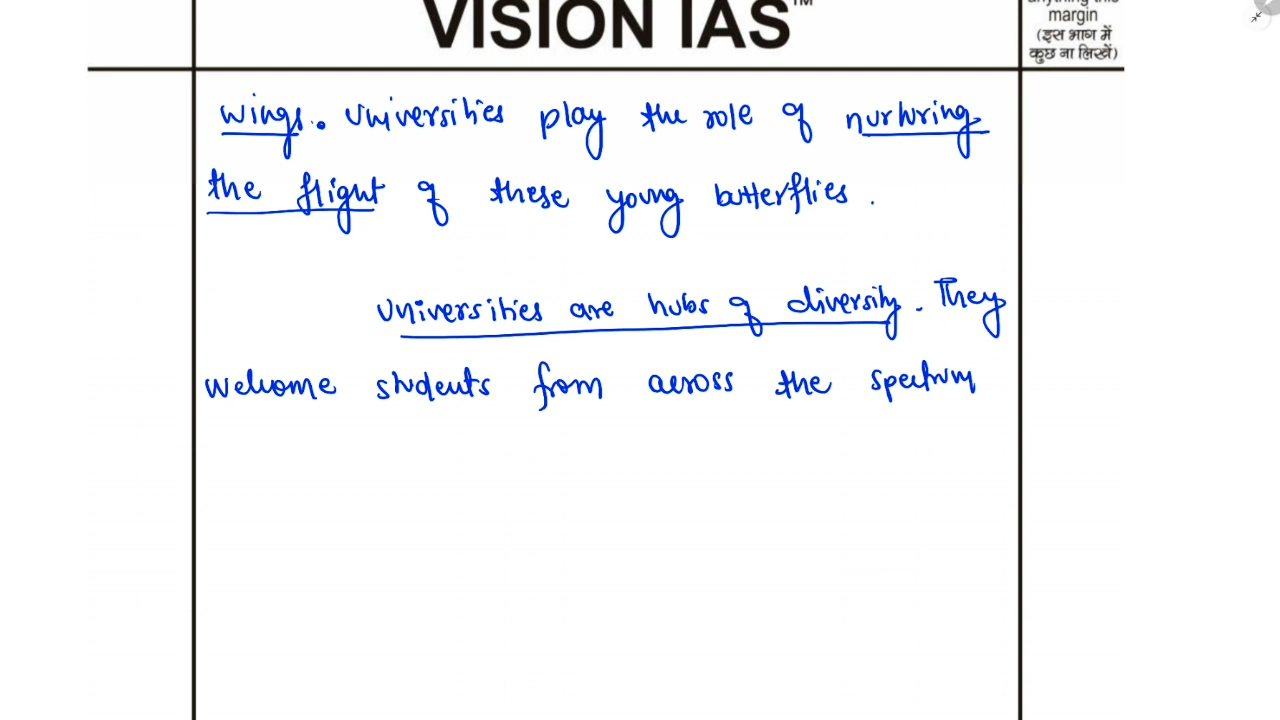 VISION IAS™
margin
(इस भाग में
कुछ ना लिखें)
wings. Universities play the role of nurturing
the flight of these young butterflies.
Universities are hubs of diversity. They
welcome students from across the spectrum